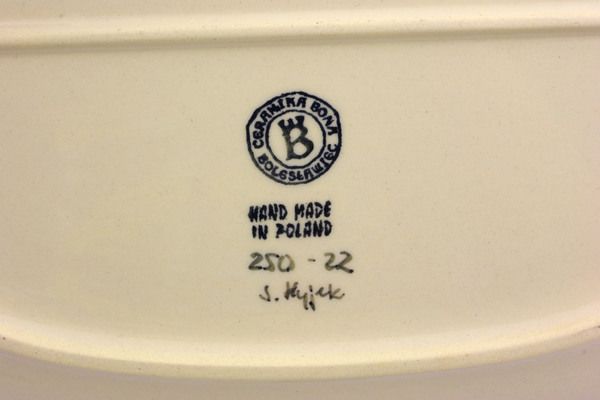 CERAMIKA BONA
B
BOLESŁAWIEC
HAND MADE
IN POLAND
250 - 22
S.